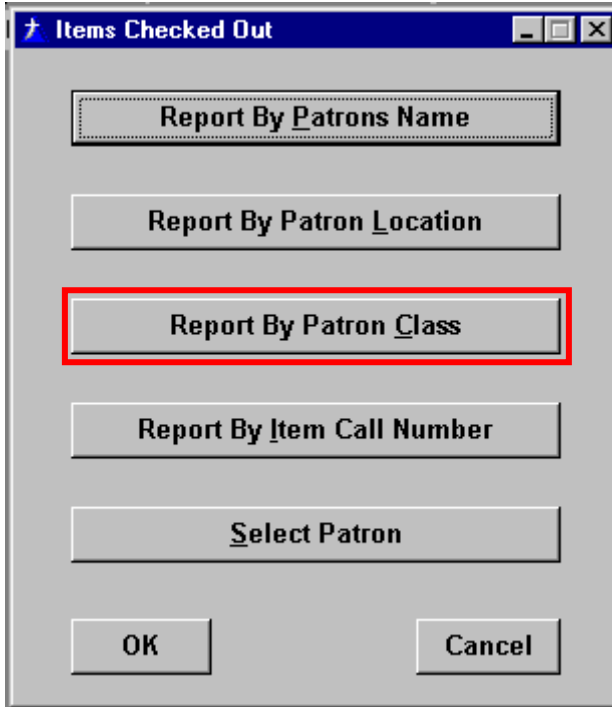 Items Checked Out
Report By Patrons Name
Report By Patron Location
Report By Patron Class
Report By Item Call Number
Select Patron
OK Cancel